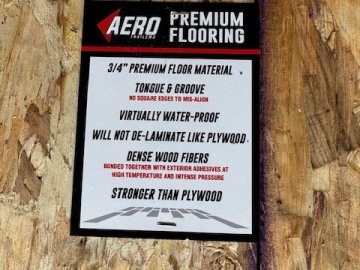 AERO
TRAILERS
PREMIUM
FLOORING
3/4" PREMIUM FLOOR MATERIAL
TONGUE & GROOVE
NO SQUARE EDGES TO MIS-ALIGN
VIRTUALLY WATER-PROOF
WILL NOT DE-LAMINATE LIKE PLYWOOD
DENSE WOOD FIBERS
BONDED TOGETHER WITH EXTERIOR ADHESIVES AT
HIGH TEMPERATURE AND INTENSE PRESSURE
STRONGER THAN PLYWOOD